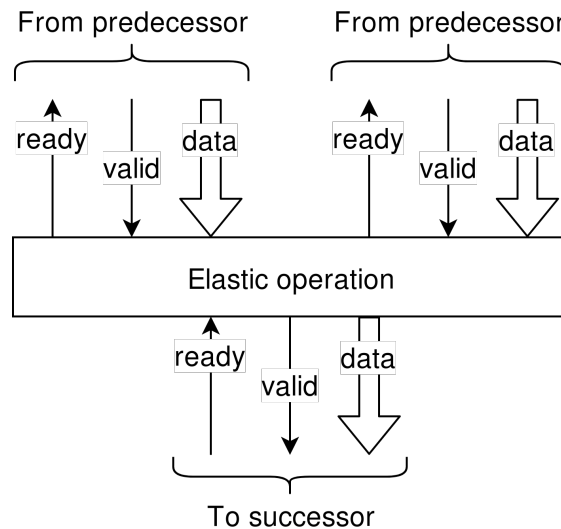 From predecessor
From predecessor
ready
valid
data
ready
valid
data
Elastic operation
ready
valid
data
To successor